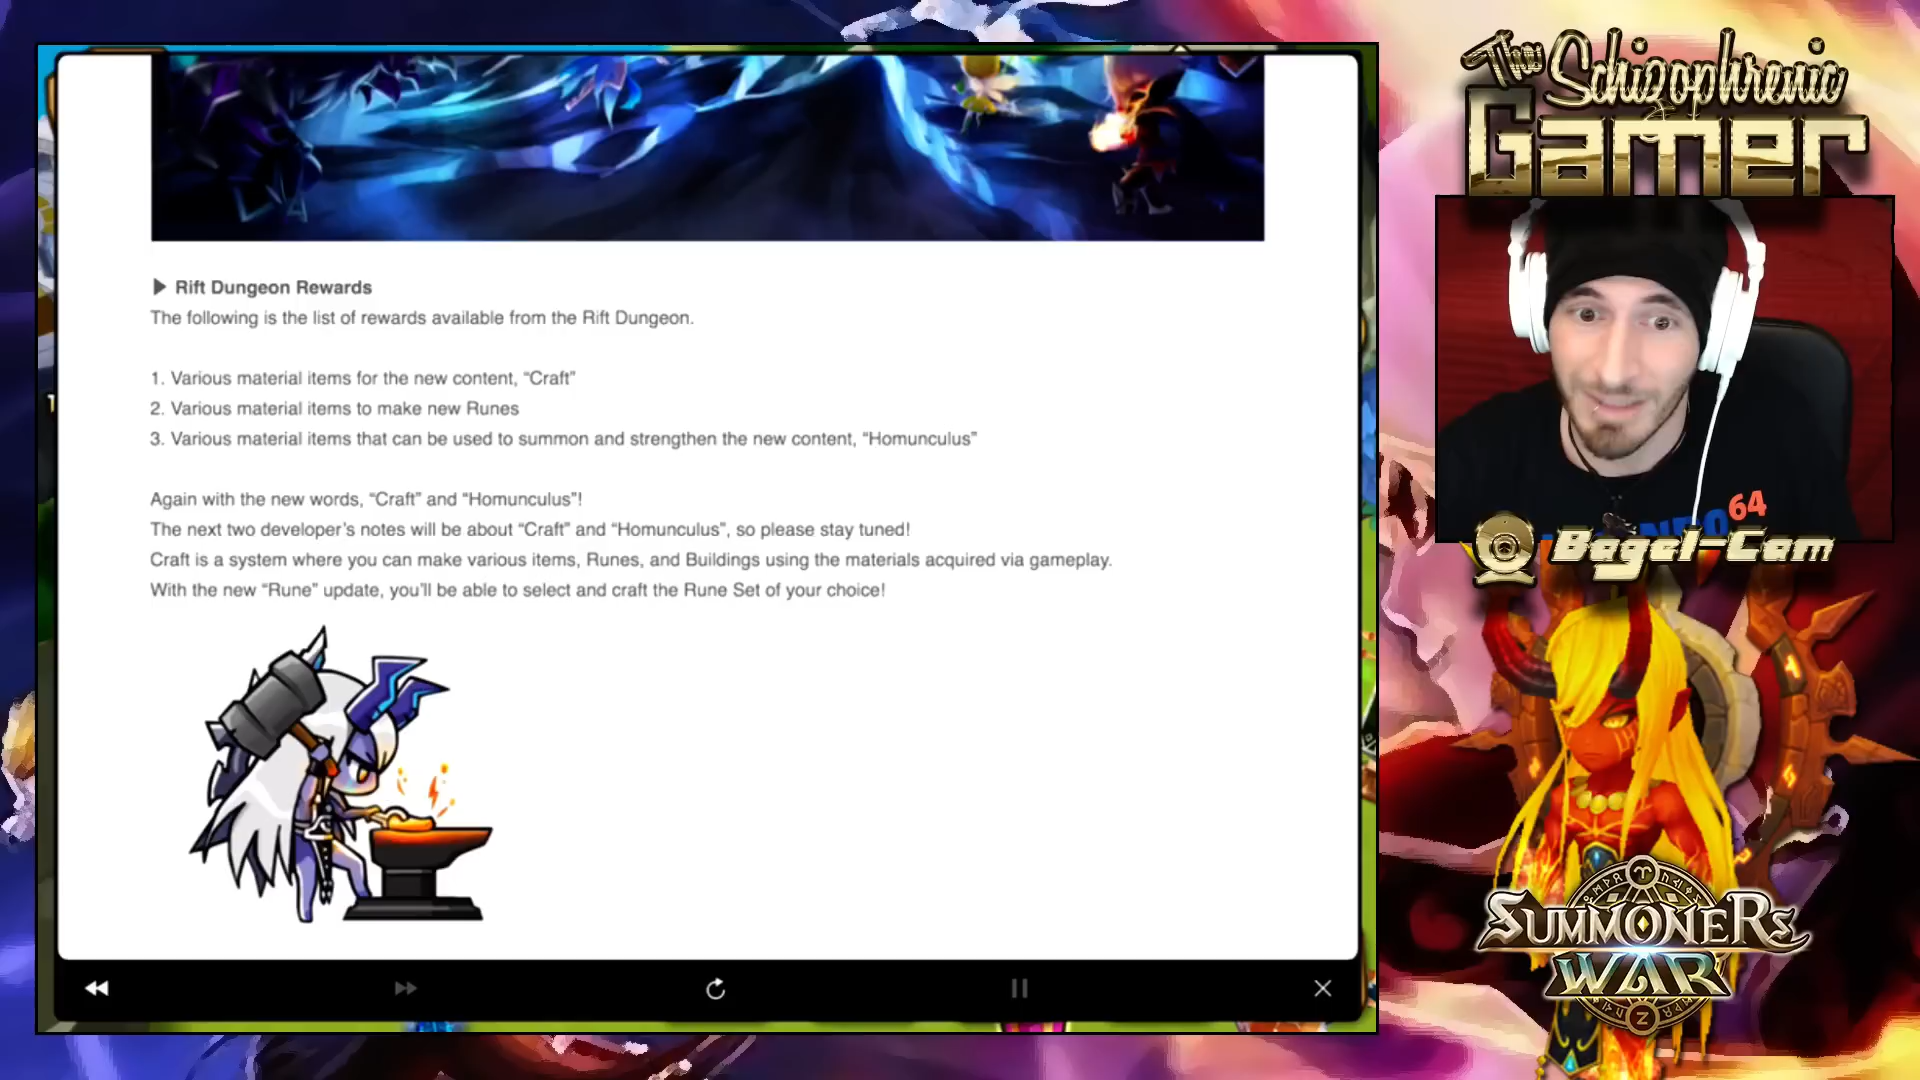 The Schizophrenic
Gamer
▶ Rift Dungeon Rewards
The following is the list of rewards available from the Rift Dungeon.
1. Various material items for the new content, “Craft”
2. Various material items to make new Runes
3. Various material items that can be used to summon and strengthen the new content, “Homunculus”
Again with the new words, “Craft” and “Homunculus”!
The next two developer’s notes will be about “Craft” and “Homunculus”, so please stay tuned!
Craft is a system where you can make various items, Runes, and Buildings using the materials acquired via gameplay.
With the new “Rune” update, you’ll be able to select and craft the Rune Set of your choice!
64
Bagel-Cam
SUMMONERS
WAR